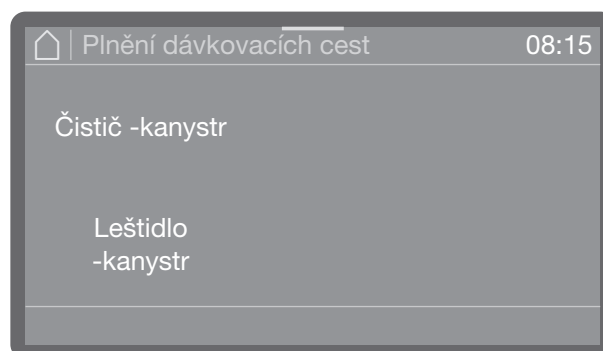 Plnění dávkovacích cest 08:15
Čistič -kanystr
Leštidlo
-kanystr